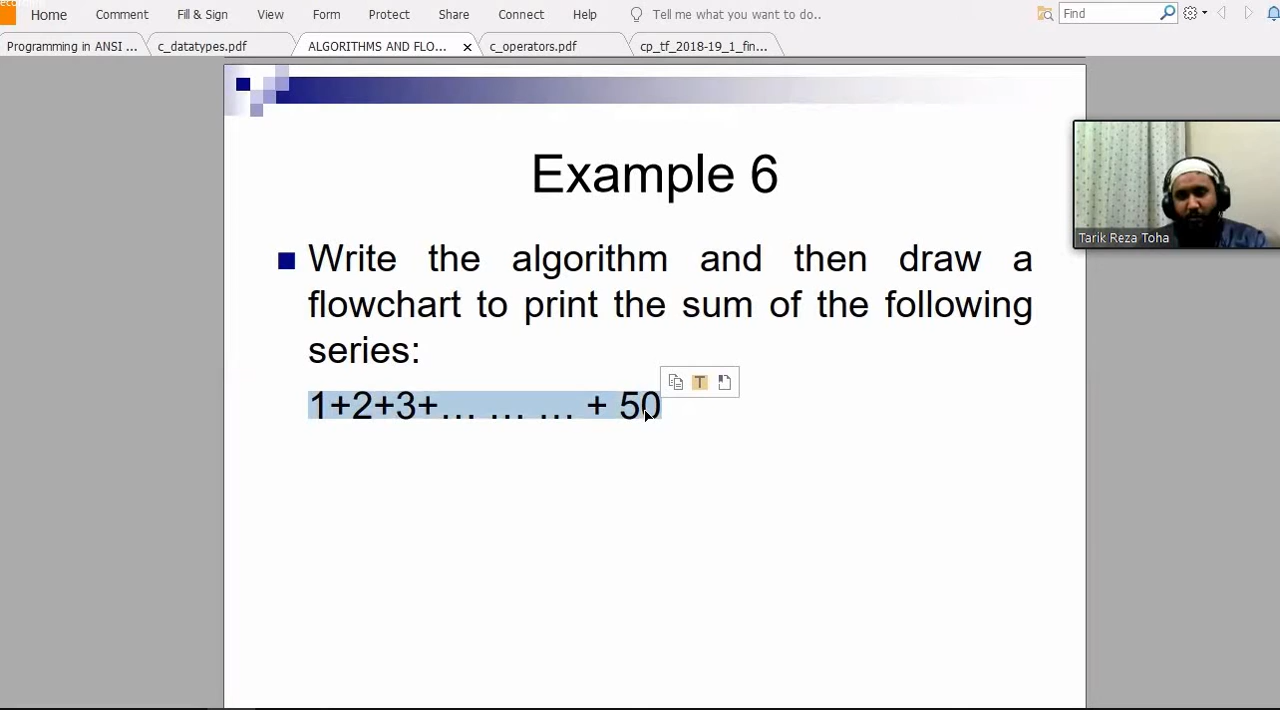 Home Comment Fill & Sign View Form Protect Share Connect Help Tell me what you want to do.. Find
Programming in ANSI ... c_datatypes.pdf ALGORITHMS AND FLO... × c_operators.pdf cp_tf_2018-19_1_fin...
Example 6
Write the algorithm and then draw a
flowchart to print the sum of the following
series:
T
1+2+3+… … … + 50
Tarik Reza Toha